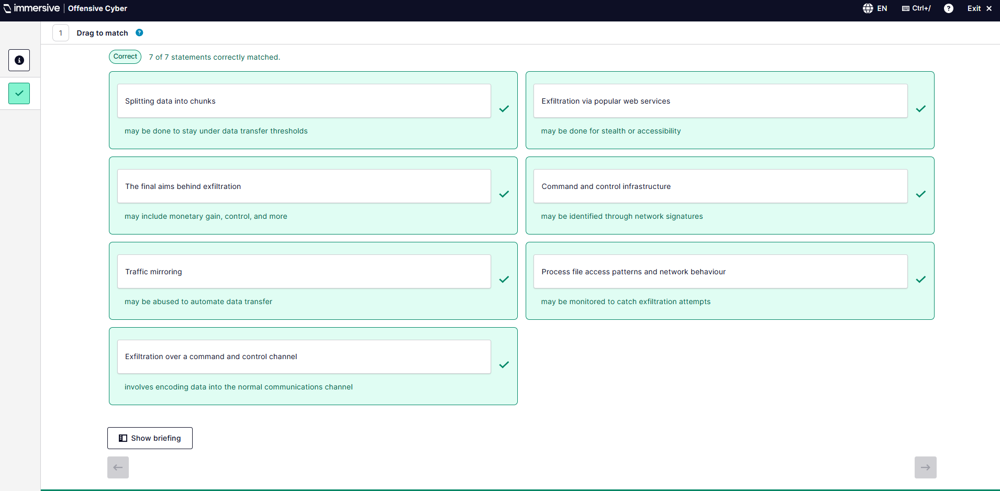 immersive | Offensive Cyber
EN
Ctrl+/
?
Exit ×
1
Drag to match
?
Correct
7 of 7 statements correctly matched.
Splitting data into chunks
may be done to stay under data transfer thresholds
Exfiltration via popular web services
may be done for stealth or accessibility
The final aims behind exfiltration
may include monetary gain, control, and more
Command and control infrastructure
may be identified through network signatures
Traffic mirroring
may be abused to automate data transfer
Process file access patterns and network behaviour
may be monitored to catch exfiltration attempts
Exfiltration over a command and control channel
involves encoding data into the normal communications channel
Show briefing